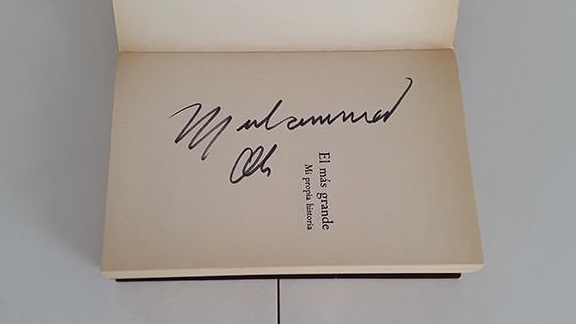 Muhammad
Ali
El más grande
Mi propia historia